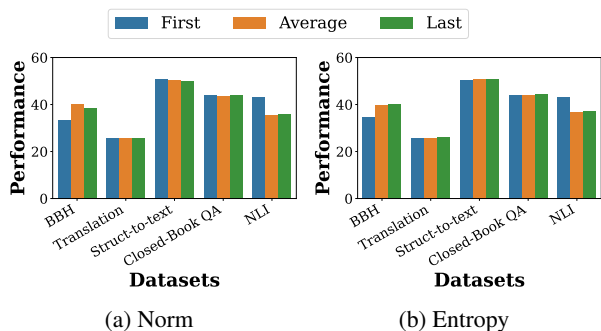 First Average Last
Performance
60
40
20
0
BBH
Translation
Struct-to-text
Closed-Book QA
NLI
Datasets
(a) Norm
Performance
60
40
20
0
BBH
Translation
Struct-to-text
Closed-Book QA
NLI
Datasets
(b) Entropy